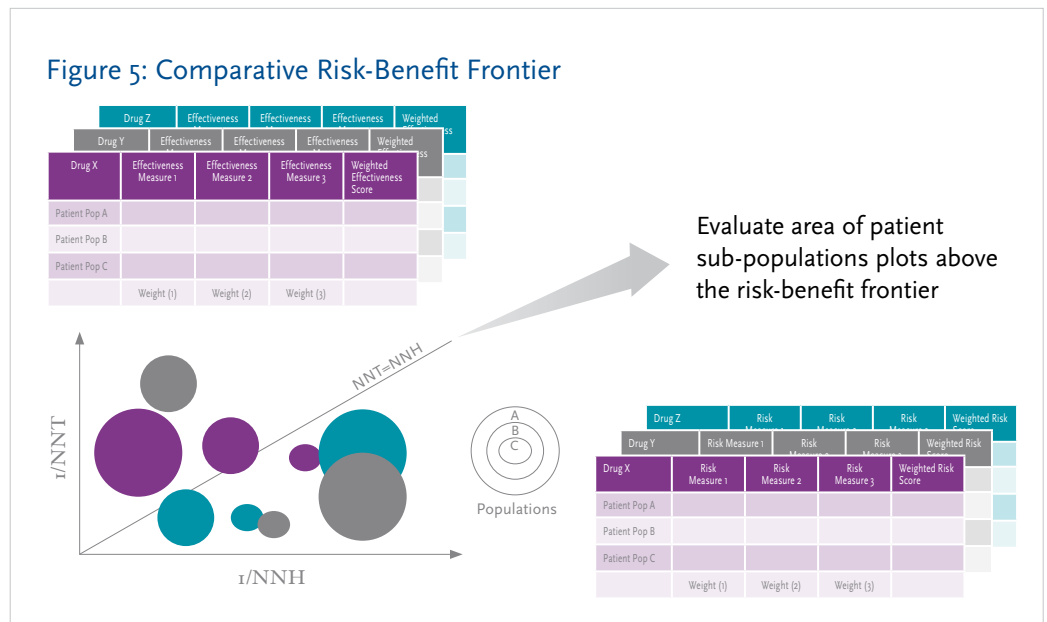 Figure 5: Comparative Risk-Benefit Frontier
Drug Z
Effectiveness
Effectiveness
Effectiveness
Weighted
Drug Y
Effectiveness
Effectiveness
Effectiveness
Weighted
Drug X
Effectiveness
Measure 1
Effectiveness
Measure 2
Effectiveness
Measure 3
Weighted
Effectiveness
Score
Patient Pop A
Patient Pop B
Patient Pop C
Weight (1)
Weight (2)
Weight (3)
Evaluate area of patient
sub-populations plots above
the risk-benefit frontier
NNT=NNH
1/NNT
1/NNH
A
B
C
Populations
Drug Z
Risk
Risk
Risk
Weighted Risk
Drug Y
Risk Measure 1
Risk
Risk
Weighted Risk
Drug X
Risk
Measure 1
Risk
Measure 2
Risk
Measure 3
Weighted Risk
Score
Patient Pop A
Patient Pop B
Patient Pop C
Weight (1)
Weight (2)
Weight (3)